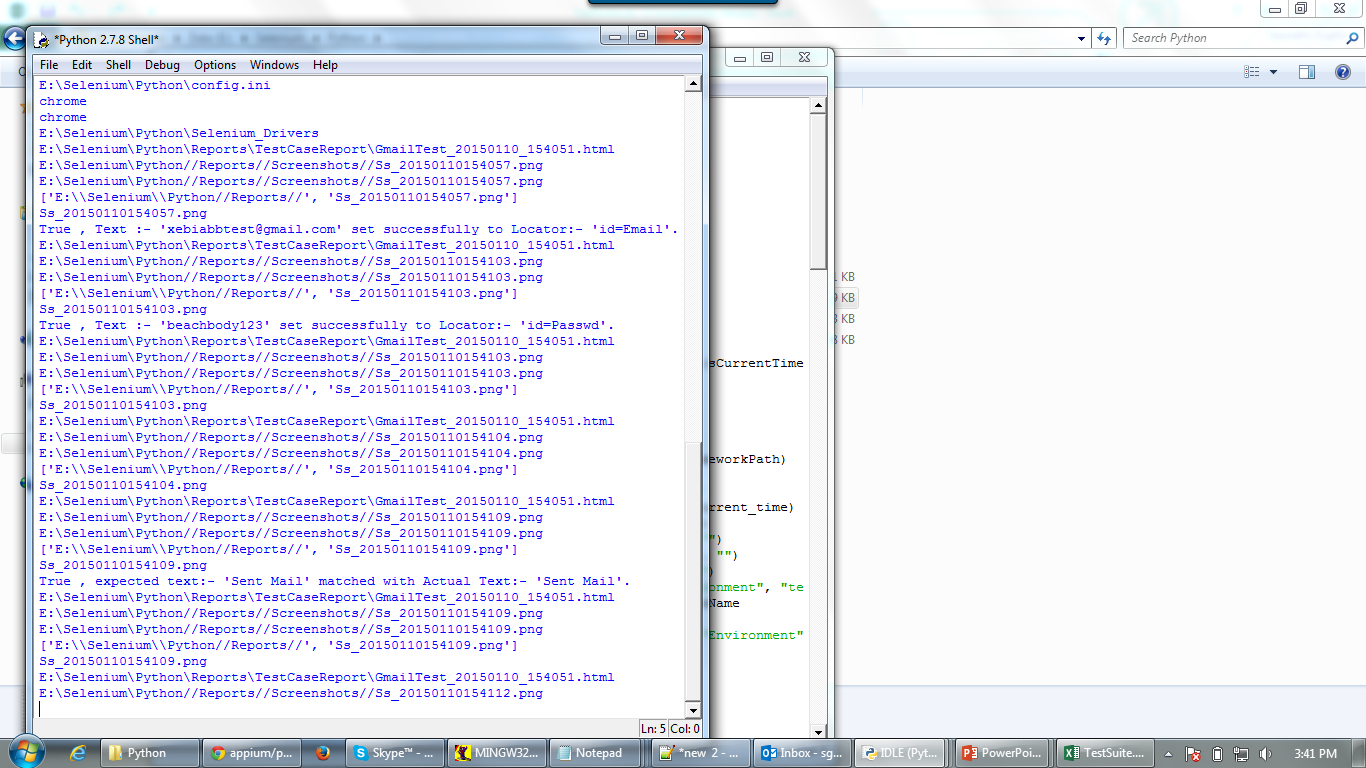 *Python 2.7.8 Shell*
Search Python
File Edit Shell Debug Options Windows Help
E:\Selenium\Python\config.ini
chrome
chrome
E:\Selenium\Python\Selenium_Drivers
E:\Selenium\Python\Reports\TestCaseReport\GmailTest_20150110_154051.html
E:\Selenium\Python//Reports//Screenshots//Ss_20150110154057.png
E:\Selenium\Python//Reports//Screenshots//Ss_20150110154057.png
['E:\\Selenium\\Python//Reports//', 'Ss_20150110154057.png']
Ss_20150110154057.png
True , Text :- 'xebiabbtest@gmail.com' set successfully to Locator:- 'id=Email'.
E:\Selenium\Python\Reports\TestCaseReport\GmailTest_20150110_154051.html
E:\Selenium\Python//Reports//Screenshots//Ss_20150110154103.png
E:\Selenium\Python//Reports//Screenshots//Ss_20150110154103.png
['E:\\Selenium\\Python//Reports//', 'Ss_20150110154103.png']
Ss_20150110154103.png
True , Text :- 'beachbody123' set successfully to Locator:- 'id=Passwd'.
E:\Selenium\Python\Reports\TestCaseReport\GmailTest_20150110_154051.html
E:\Selenium\Python//Reports//Screenshots//Ss_20150110154103.png
E:\Selenium\Python//Reports//Screenshots//Ss_20150110154103.png
['E:\\Selenium\\Python//Reports//', 'Ss_20150110154103.png']
Ss_20150110154103.png
E:\Selenium\Python\Reports\TestCaseReport\GmailTest_20150110_154051.html
E:\Selenium\Python//Reports//Screenshots//Ss_20150110154104.png
E:\Selenium\Python//Reports//Screenshots//Ss_20150110154104.png
['E:\\Selenium\\Python//Reports//', 'Ss_20150110154104.png']
Ss_20150110154104.png
E:\Selenium\Python\Reports\TestCaseReport\GmailTest_20150110_154051.html
E:\Selenium\Python//Reports//Screenshots//Ss_20150110154109.png
E:\Selenium\Python//Reports//Screenshots//Ss_20150110154109.png
['E:\\Selenium\\Python//Reports//', 'Ss_20150110154109.png']
Ss_20150110154109.png
True , expected text:- 'Sent Mail' matched with Actual Text:- 'Sent Mail'.
E:\Selenium\Python\Reports\TestCaseReport\GmailTest_20150110_154051.html
E:\Selenium\Python//Reports//Screenshots//Ss_20150110154109.png
E:\Selenium\Python//Reports//Screenshots//Ss_20150110154109.png
['E:\\Selenium\\Python//Reports//', 'Ss_20150110154109.png']
Ss_20150110154109.png
E:\Selenium\Python\Reports\TestCaseReport\GmailTest_20150110_154051.html
E:\Selenium\Python//Reports//Screenshots//Ss_20150110154112.png
Ln: 5 Col: 0
KB
KB
KB
KB
sCurrentTime
eworkPath)
rrent_time)
")
"")
)
onment", "te
Name
Environment"
Python
appium/p...
Skype™ - ...
MINGW32...
Notepad
*new 2 - ...
Inbox - sg...
IDLE (Pyt...
PowerPoi...
TestSuite....
3:41 PM